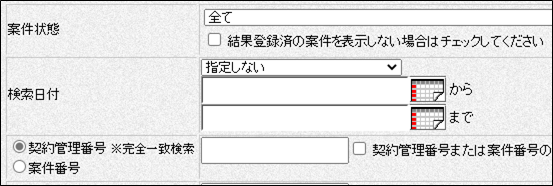 案件状態
全て
結果登録済の案件を表示しない場合はチェックしてください
検索日付
指定しない
から
まで
契約管理番号 ※完全一致検索
案件番号
契約管理番号または案件番号の